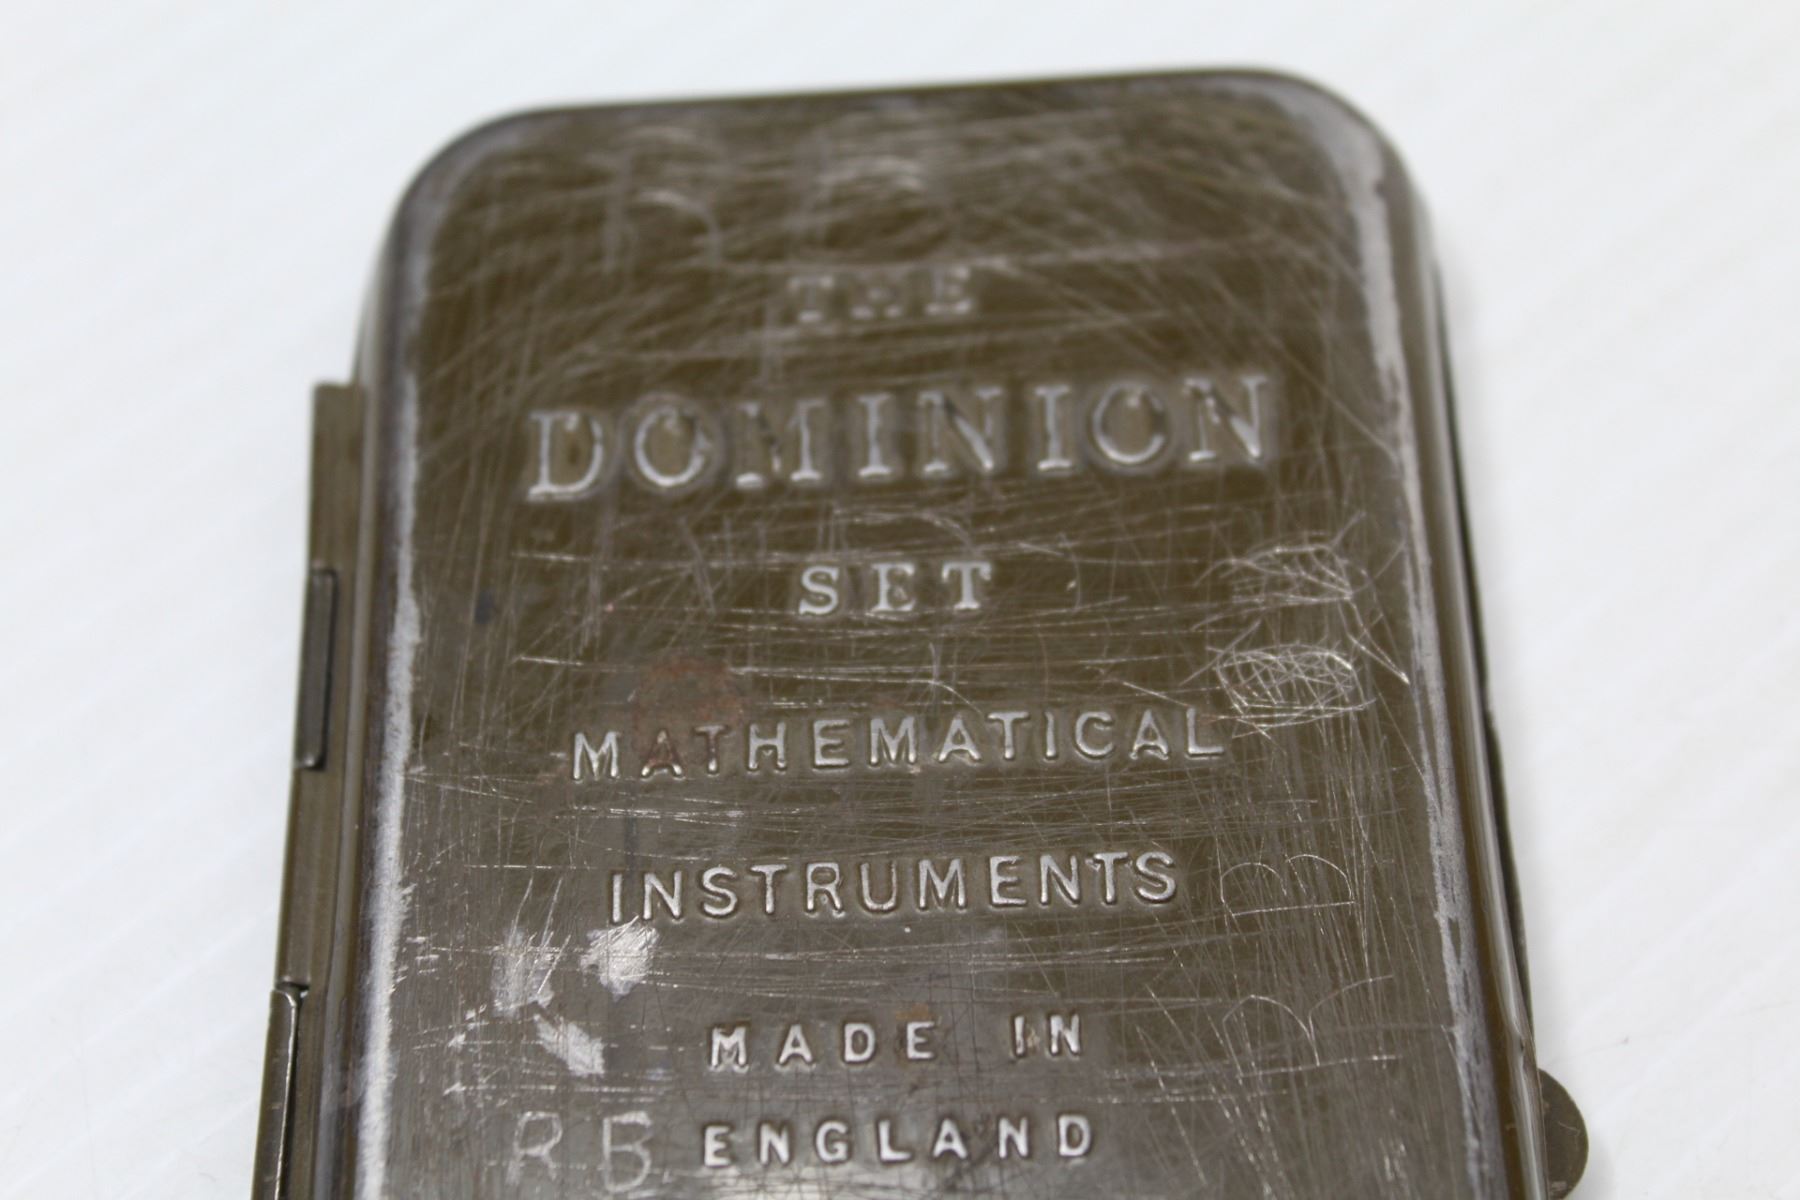 THE
DOMINION
SET
MATHEMATICAL
INSTRUMENTS
MADE IN
RB ENGLAND